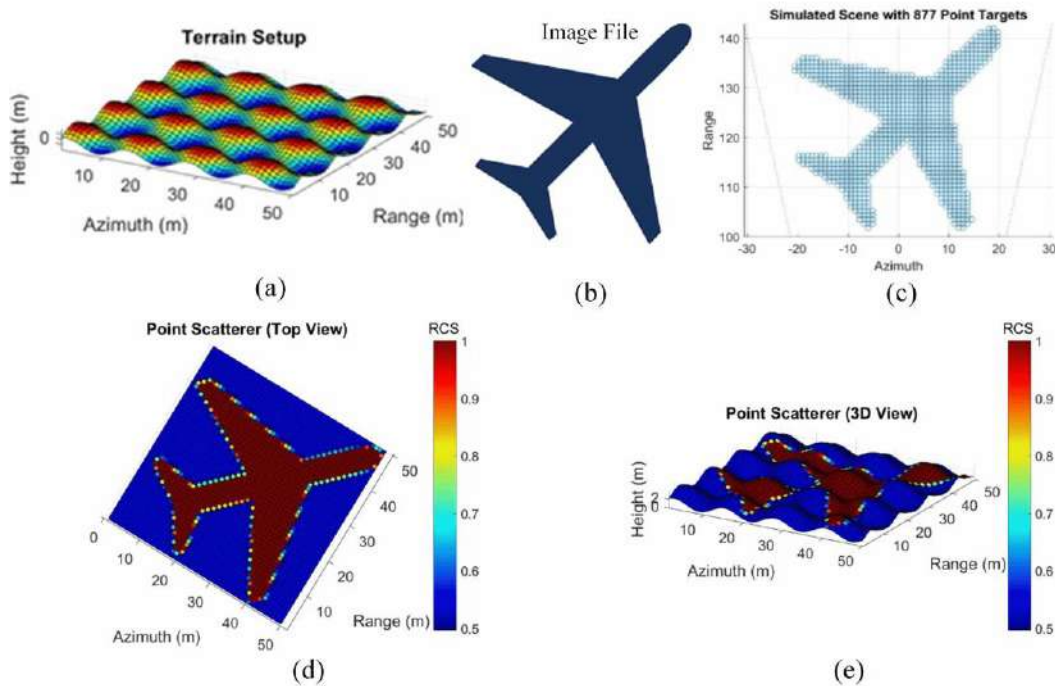 Terrain Setup
Height (m)
0
10
20
30
40
50
Azimuth (m)
10
20
30
40
50
Range (m)
(a)
Image File
(b)
Simulated Scene with 877 Point Targets
Range
140
130
120
110
100
-30
-20
-10
0
10
20
30
Azimuth
(c)
Point Scatterer (Top View)
0
10
20
30
40
50
Azimuth (m)
10
20
30
40
50
Range (m)
RCS
1
0.9
0.8
0.7
0.6
0.5
(d)
Point Scatterer (3D View)
Height (m)
2
0
10
20
30
40
50
Azimuth (m)
10
20
30
40
50
Range (m)
RCS
1
0.9
0.8
0.7
0.6
0.5
(e)